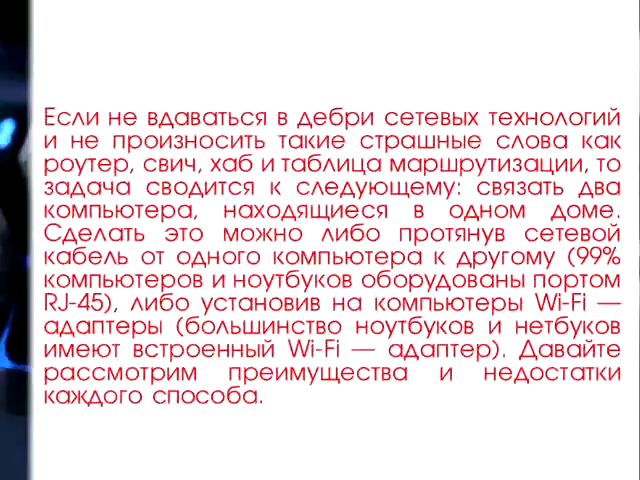 Если не вдаваться в дебри сетевых технологий
и не произносить такие страшные слова как
роутер, свич, хаб и таблица маршрутизации, то
задача сводится к следующему: связать два
компьютера, находящиеся в одном доме.
Сделать это можно либо протянув сетевой
кабель от одного компьютера к другому (99%
компьютеров и ноутбуков оборудованы портом
RJ-45), либо установив на компьютеры Wi-Fi —
адаптеры (большинство ноутбуков и нетбуков
имеют встроенный Wi-Fi — адаптер). Давайте
рассмотрим преимущества и недостатки
каждого способа.